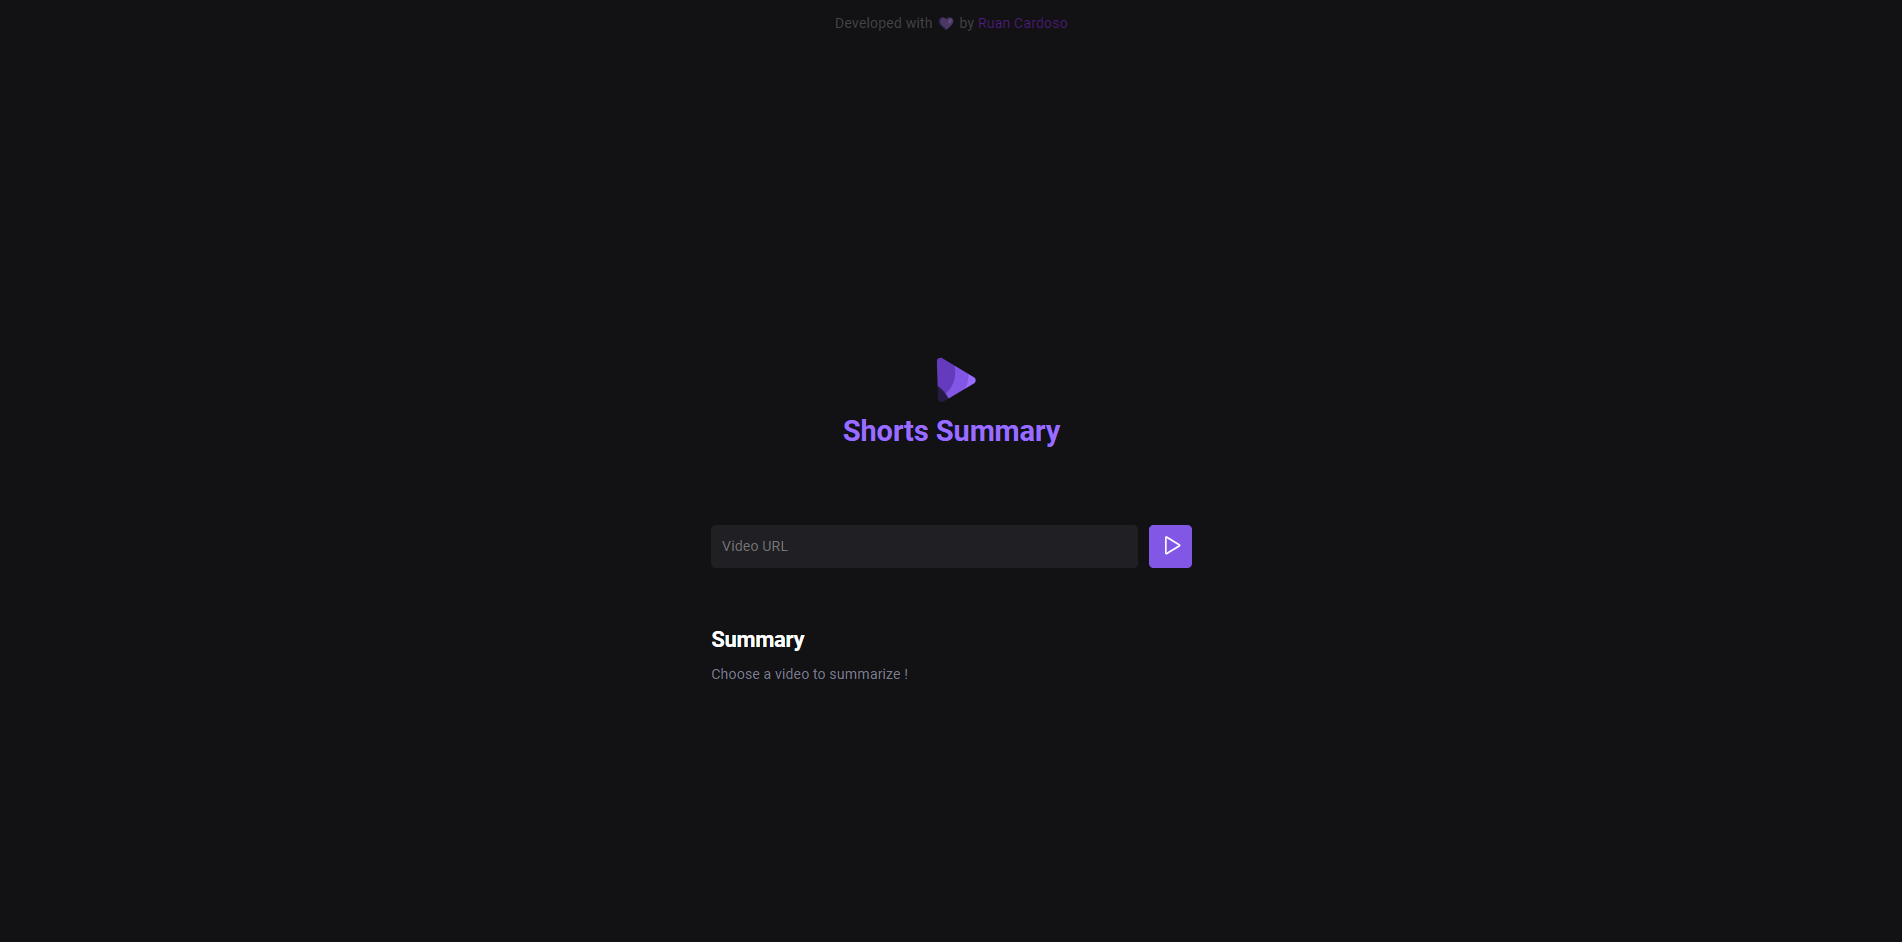 Developed with 💜 by Ruan Cardoso
Shorts Summary
Video URL
Summary
Choose a video to summarize !